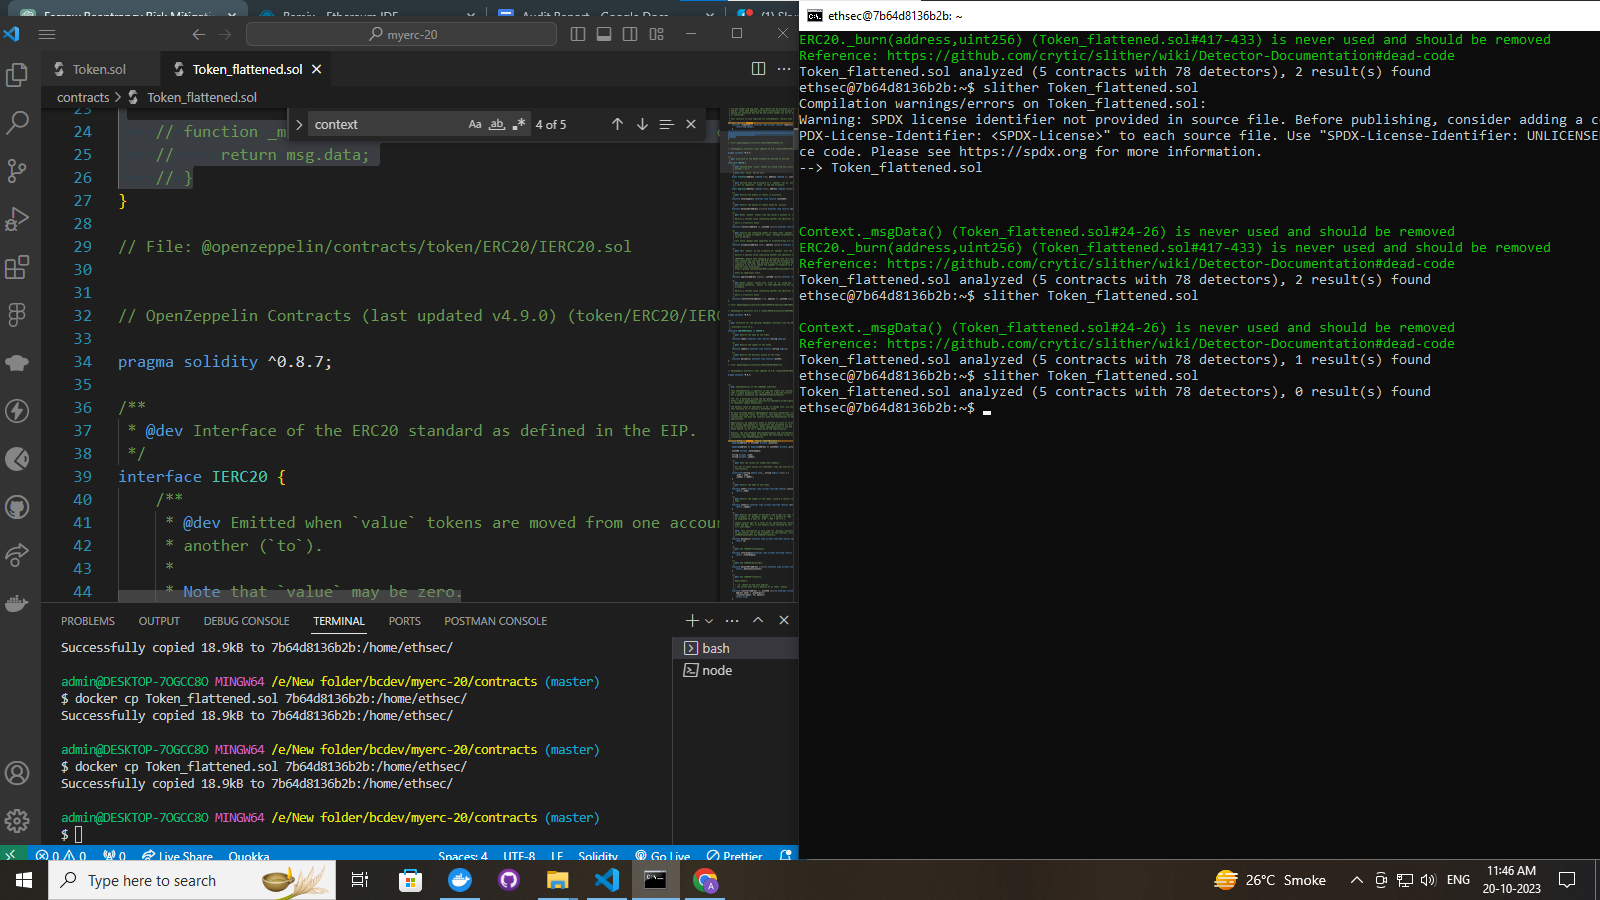 myerc-20
Token.sol
Token_flattened.sol
contracts > Token_flattened.sol
context
Aa ab .* 4 of 5
23
24 // function _m
25 // return msg.data;
26 // }
27 }
28
29 // File: @openzeppelin/contracts/token/ERC20/IERC20.sol
30
31
32 // OpenZeppelin Contracts (last updated v4.9.0) (token/ERC20/IERC
33
34 pragma solidity ^0.8.7;
35
36 /**
37 * @dev Interface of the ERC20 standard as defined in the EIP.
38 */
39 interface IERC20 {
40 /**
41 * @dev Emitted when `value` tokens are moved from one accou
42 * another (`to`).
43 *
44 * Note that `value` may be zero.
PROBLEMS OUTPUT DEBUG CONSOLE TERMINAL PORTS POSTMAN CONSOLE
Successfully copied 18.9kB to 7b64d8136b2b:/home/ethsec/
admin@DESKTOP-7OGCC8O MINGW64 /e/New folder/bcdev/myerc-20/contracts (master)
$ docker cp Token_flattened.sol 7b64d8136b2b:/home/ethsec/
Successfully copied 18.9kB to 7b64d8136b2b:/home/ethsec/
admin@DESKTOP-7OGCC8O MINGW64 /e/New folder/bcdev/myerc-20/contracts (master)
$ docker cp Token_flattened.sol 7b64d8136b2b:/home/ethsec/
Successfully copied 18.9kB to 7b64d8136b2b:/home/ethsec/
admin@DESKTOP-7OGCC8O MINGW64 /e/New folder/bcdev/myerc-20/contracts (master)
$
bash
node
0 0 0 Live Share Quokka Spaces: 4 UTF-8 LF Solidity Go Live Prettier
ethsec@7b64d8136b2b: ~
ERC20._burn(address,uint256) (Token_flattened.sol#417-433) is never used and should be removed
Reference: https://github.com/crytic/slither/wiki/Detector-Documentation#dead-code
Token_flattened.sol analyzed (5 contracts with 78 detectors), 2 result(s) found
ethsec@7b64d8136b2b:~$ slither Token_flattened.sol
Compilation warnings/errors on Token_flattened.sol:
Warning: SPDX license identifier not provided in source file. Before publishing, consider adding a c
PDX-License-Identifier: <SPDX-License>" to each source file. Use "SPDX-License-Identifier: UNLICENSE
ce code. Please see https://spdx.org for more information.
--> Token_flattened.sol
Context._msgData() (Token_flattened.sol#24-26) is never used and should be removed
ERC20._burn(address,uint256) (Token_flattened.sol#417-433) is never used and should be removed
Reference: https://github.com/crytic/slither/wiki/Detector-Documentation#dead-code
Token_flattened.sol analyzed (5 contracts with 78 detectors), 2 result(s) found
ethsec@7b64d8136b2b:~$ slither Token_flattened.sol
Context._msgData() (Token_flattened.sol#24-26) is never used and should be removed
Reference: https://github.com/crytic/slither/wiki/Detector-Documentation#dead-code
Token_flattened.sol analyzed (5 contracts with 78 detectors), 1 result(s) found
ethsec@7b64d8136b2b:~$ slither Token_flattened.sol
Token_flattened.sol analyzed (5 contracts with 78 detectors), 0 result(s) found
ethsec@7b64d8136b2b:~$
Type here to search
26°C Smoke
ENG
11:46 AM
20-10-2023